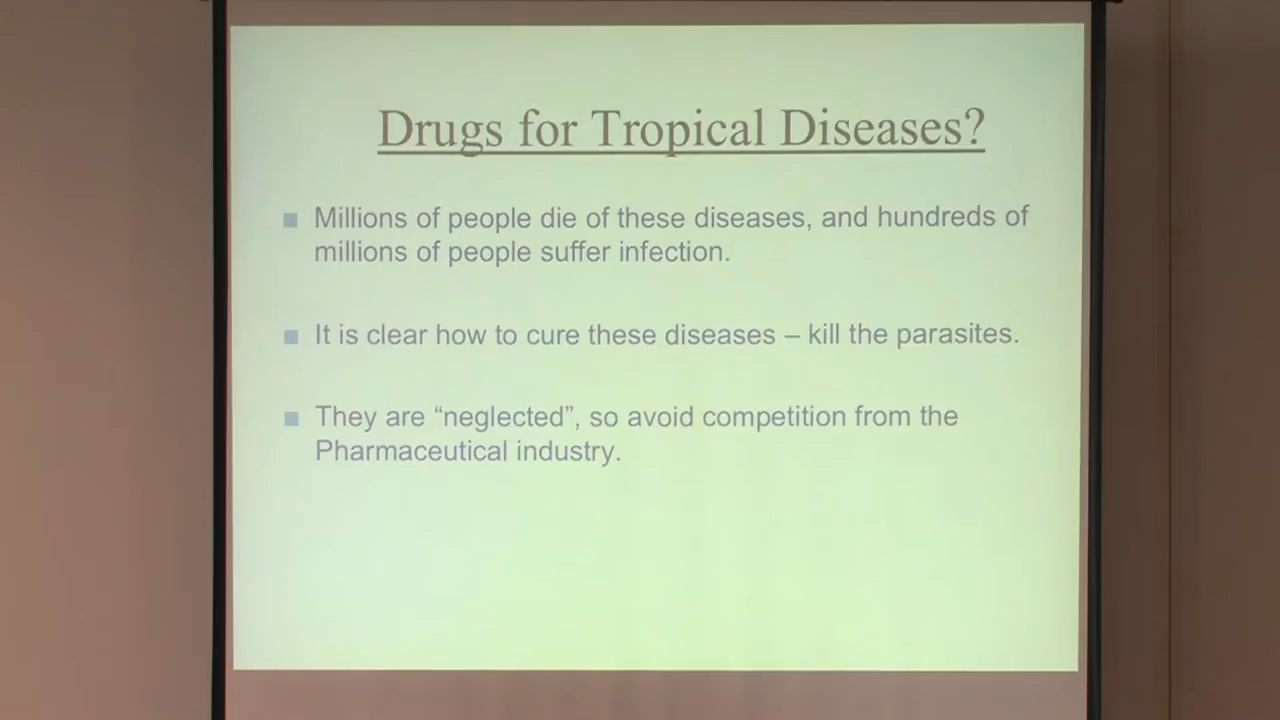 Drugs for Tropical Diseases?
Millions of people die of these diseases, and hundreds of
millions of people suffer infection.
It is clear how to cure these diseases – kill the parasites.
They are “neglected”, so avoid competition from the
Pharmaceutical industry.